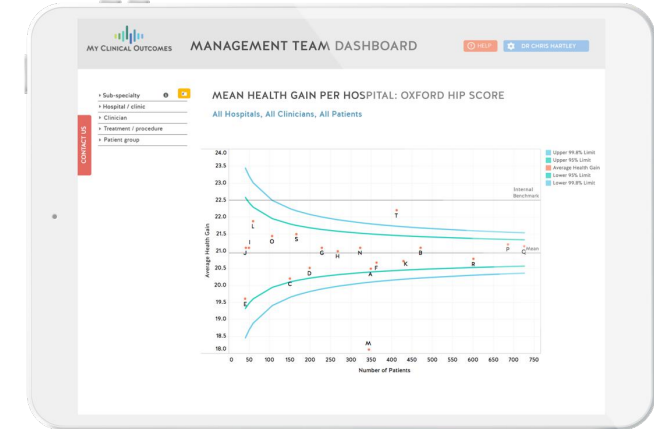 MY CLINICAL OUTCOMES
MANAGEMENT TEAM DASHBOARD
HELP
DR CHRIS HARTLEY
CONTACT US
Sub-specialty
Hospital / clinic
Clinician
Treatment / procedure
Patient group
MEAN HEALTH GAIN PER HOSPITAL: OXFORD HIP SCORE
All Hospitals, All Clinicians, All Patients
Upper 99.8% Limit
Upper 95% Limit
Average Health Gain
Lower 95% Limit
Lower 99.8% Limit
Average Health Gain
24.0
23.5
23.0
22.5
22.0
21.5
21.0
20.5
20.0
19.5
19.0
18.5
18.0
Internal
Benchmark
Mean
T
L
I
J
O
S
G
H
N
B
P
Q
C
D
A
F
K
R
E
M
0 50 100 150 200 250 300 350 400 450 500 550 600 650 700 750
Number of Patients